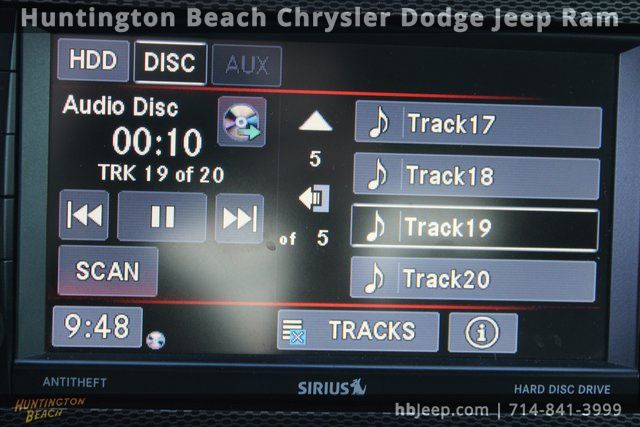 Huntington Beach Chrysler Dodge Jeep Ram
HDD DISC AUX
Audio Disc
00:10
TRK 19 of 20
SCAN
9:48
5
of 5
Track17
Track18
Track19
Track20
TRACKS
ANTITHEFT
SIRIUS
HARD DISC DRIVE
HUNTINGTON
BEACH
hbjeep.com | 714-841-3999